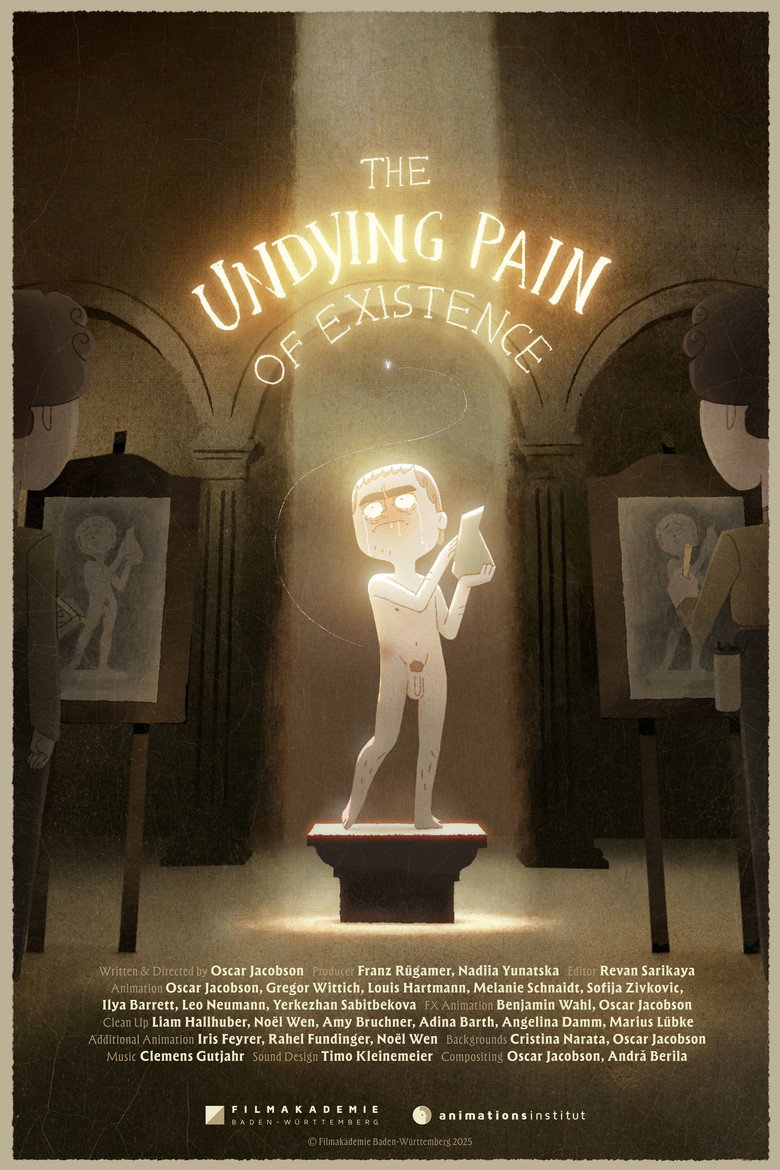 THE
UNDYING PAIN
OF EXISTENCE
Written & Directed by Oscar Jacobson Producer Franz Rügamer, Nadiia Yunatska Editor Revan Sarikaya
Animation Oscar Jacobson, Gregor Wittich, Louis Hartmann, Melanie Schnaidt, Sofija Zivkovic,
Ilya Barrett, Leo Neumann, Yerkezhan Sabitbekova FX Animation Benjamin Wahl, Oscar Jacobson
Clean Up Liam Hallhuber, Noël Wen, Amy Bruchner, Adina Barth, Angelina Damm, Marius Lübke
Additional Animation Iris Feyrer, Rahel Fundinger, Noël Wen Backgrounds Cristina Narata, Oscar Jacobson
Music Clemens Gutjahr Sound Design Timo Kleinemeier Compositing Oscar Jacobson, Andră Berila
FILMAKADEMIE
BADEN-WÜRTTEMBERG
animationsinstitut
© Filmakademie Baden-Württemberg 2025